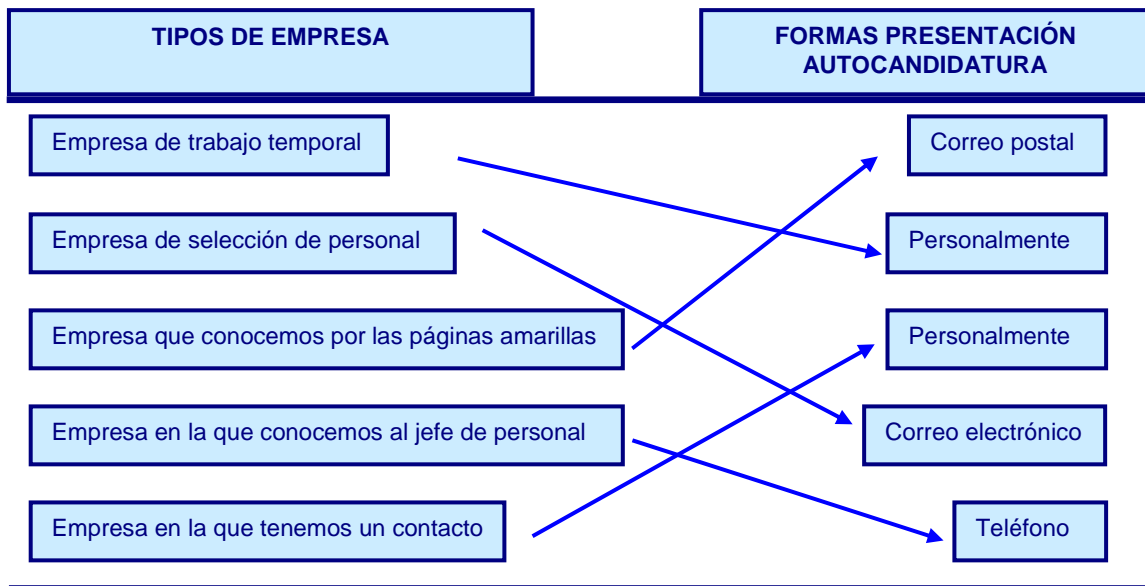 TIPOS DE EMPRESA
FORMAS PRESENTACIÓN
AUTOCANDIDATURA
Empresa de trabajo temporal
Correo postal
Empresa de selección de personal
Personalmente
Empresa que conocemos por las páginas amarillas
Personalmente
Empresa en la que conocemos al jefe de personal
Correo electrónico
Empresa en la que tenemos un contacto
Teléfono